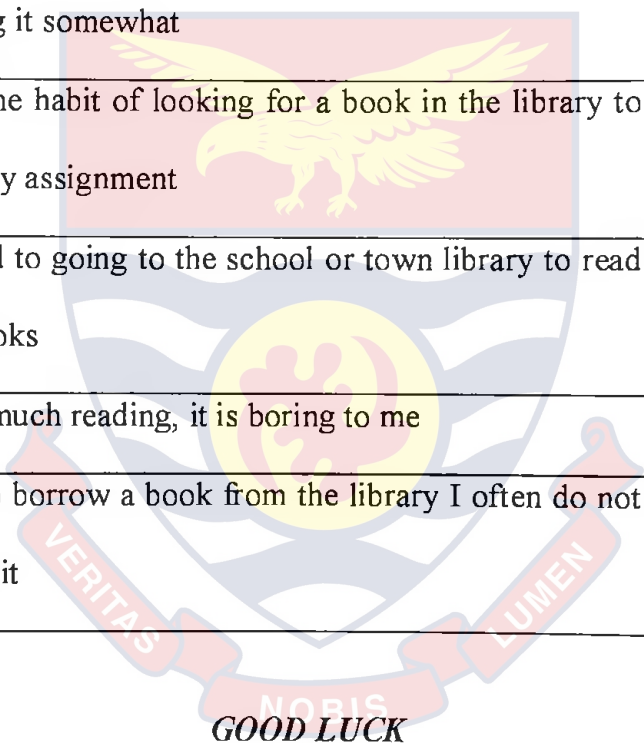 it somewhat
habit of looking for a book in the library to
assignment
to going to the school or town library to read
much reading, it is boring to me
borrow a book from the library I often do not
it
VERITAS
NOBIS
LUMEN
GOOD LUCK